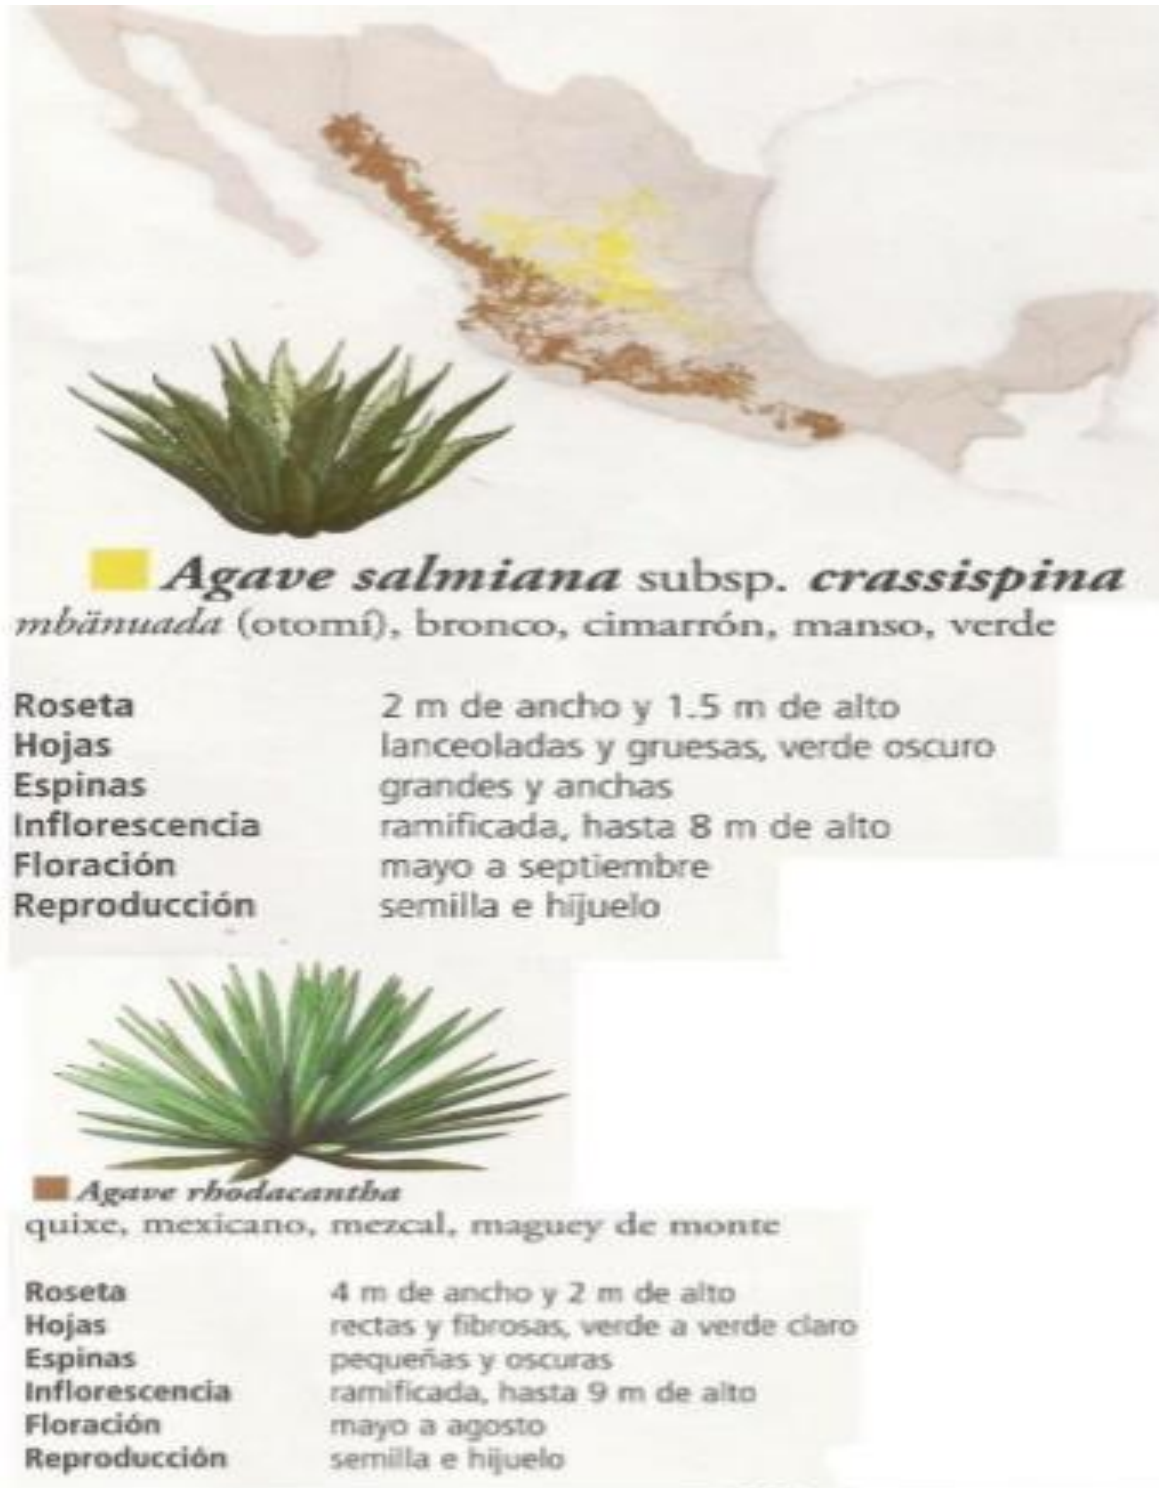 Agave salmiana subsp. crassispina
mbänuada (otomí), bronco, cimarrón, manso, verde
Roseta 2 m de ancho y 1.5 m de alto
Hojas lanceoladas y gruesas, verde oscuro
Espinas grandes y anchas
Inflorescencia ramificada, hasta 8 m de alto
Floración mayo a septiembre
Reproducción semilla e hijuelo
Agave rhodacantha
quixe, mexicano, mezcal, maguey de monte
Roseta 4 m de ancho y 2 m de alto
Hojas rectas y fibrosas, verde a verde claro
Espinas pequeñas y oscuras
Inflorescencia ramificada, hasta 9 m de alto
Floración mayo a agosto
Reproducción semilla e hijuelo